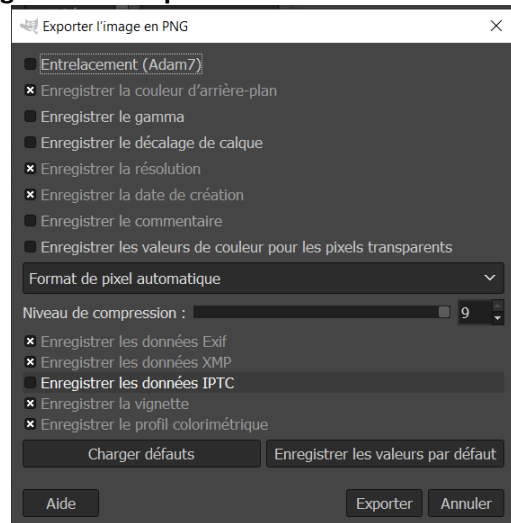 Exporter l'image en PNG
Entrelacement (Adam7)
Enregistrer la couleur d'arrière-plan
Enregistrer le gamma
Enregistrer le décalage de calque
Enregistrer la résolution
Enregistrer la date de création
Enregistrer le commentaire
Enregistrer les valeurs de couleur pour les pixels transparents
Format de pixel automatique
Niveau de compression : 9
Enregistrer les données Exif
Enregistrer les données XMP
Enregistrer les données IPTC
Enregistrer la vignette
Enregistrer le profil colorimétrique
Charger défauts Enregistrer les valeurs par défaut
Aide Exporter Annuler